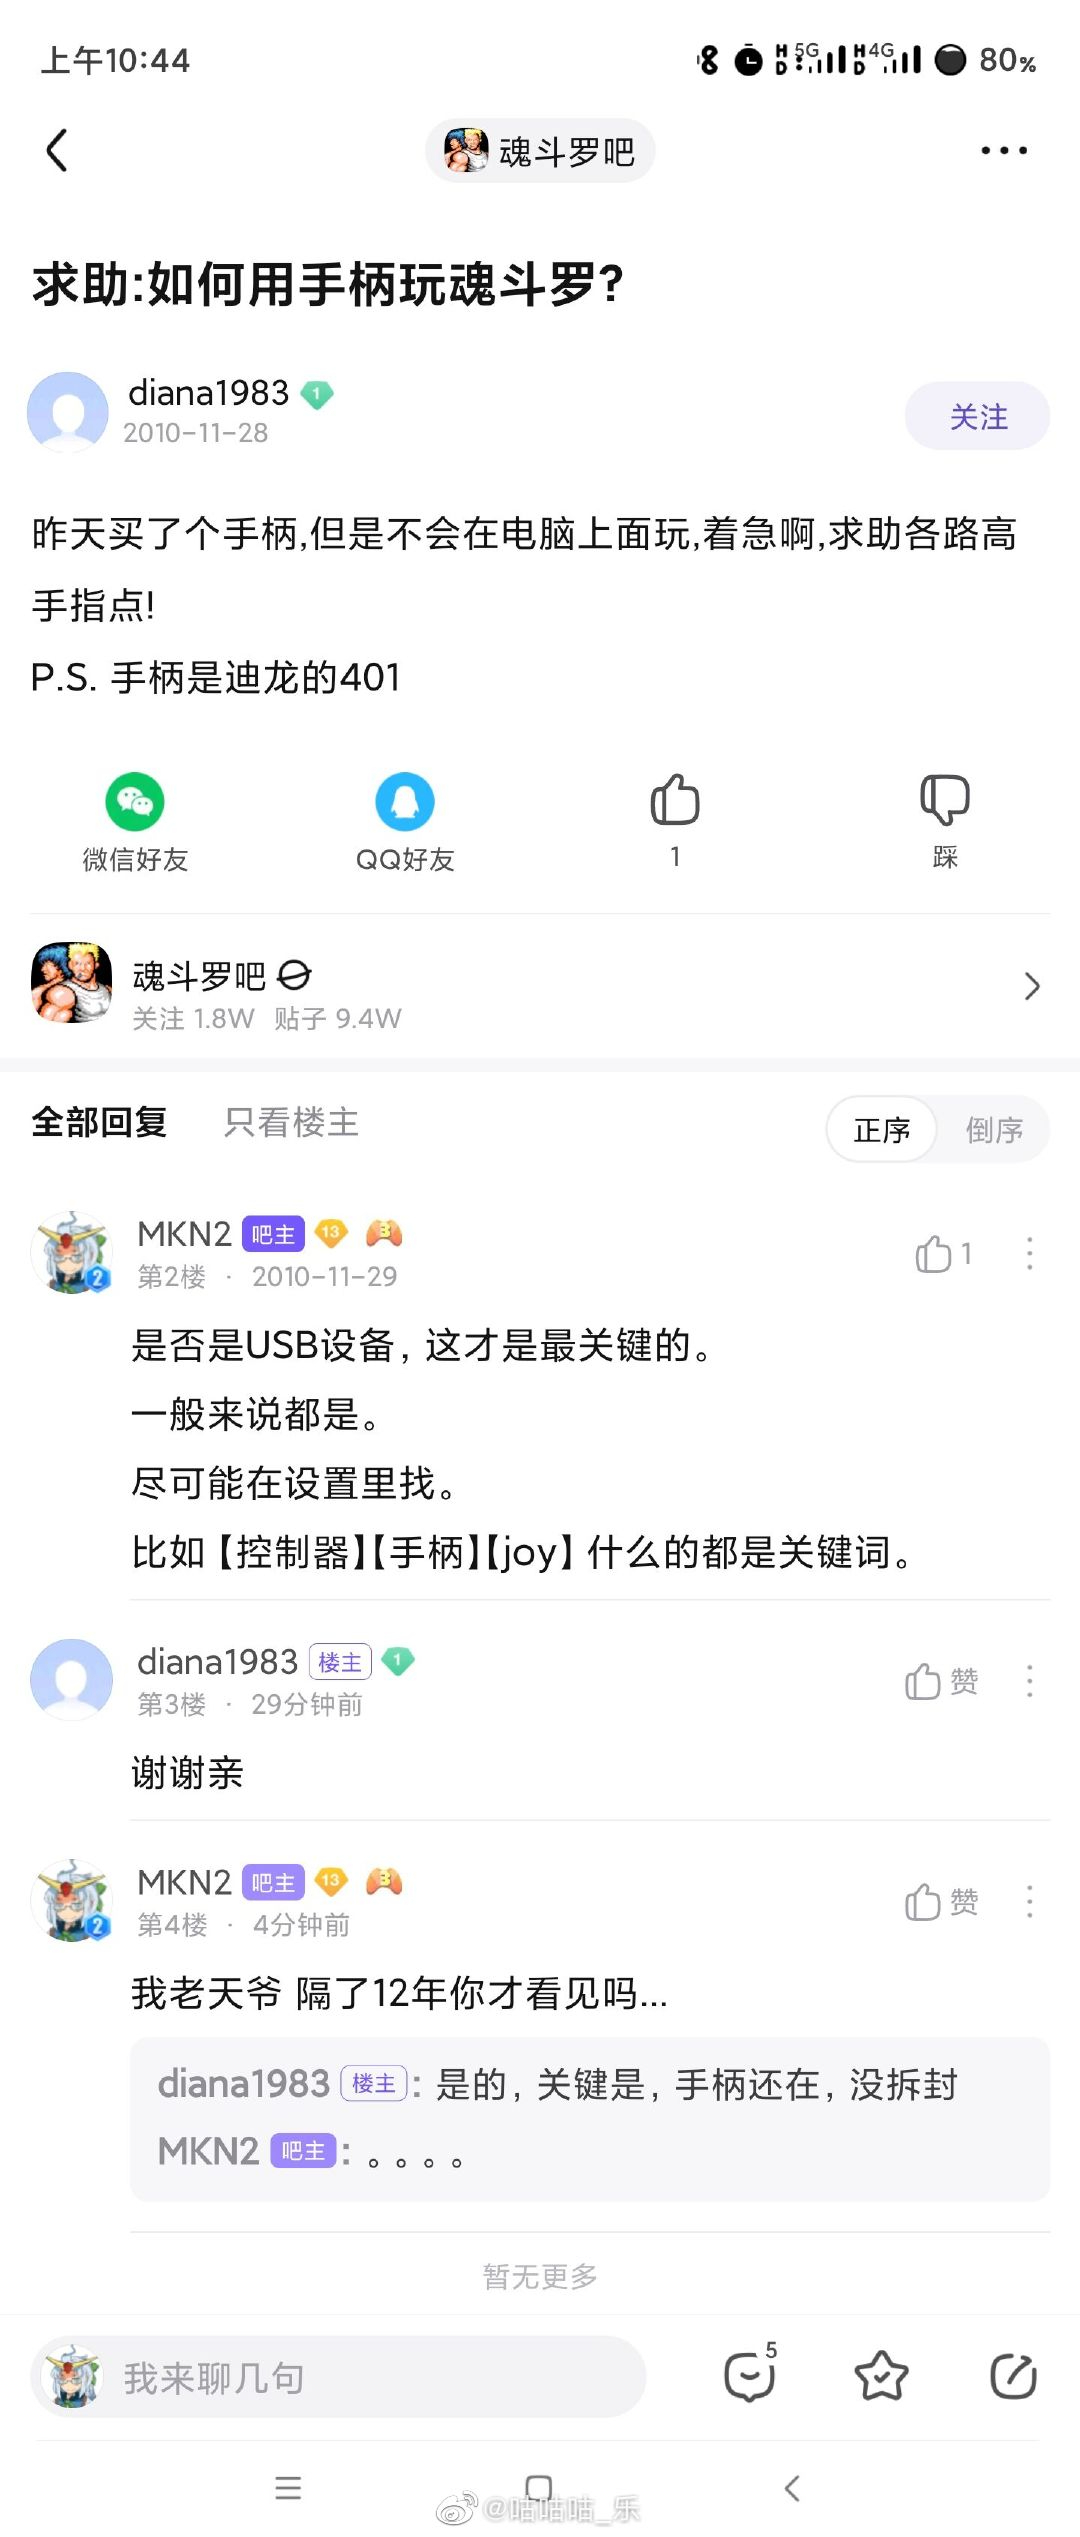 上午10:44
HD 5G HD 4G 80%
魂斗罗吧
求助:如何用手柄玩魂斗罗?
diana1983 1
2010-11-28
关注
昨天买了个手柄,但是不会在电脑上面玩,着急啊,求助各路高
手指点!
P.S. 手柄是迪龙的401
微信好友 QQ好友 1 踩
魂斗罗吧
关注 1.8W 贴子 9.4W
全部回复 只看楼主 正序 倒序
MKN2 吧主 13 3
2 第2楼 · 2010-11-29
1
是否是USB设备，这才是最关键的。
一般来说都是。
尽可能在设置里找。
比如【控制器】【手柄】【joy】什么的都是关键词。
diana1983 楼主 1
第3楼 · 29分钟前
赞
谢谢亲
MKN2 吧主 13 3
2 第4楼 · 4分钟前
赞
我老天爷 隔了12年你才看见吗...
diana1983 楼主：是的，关键是，手柄还在，没拆封
MKN2 吧主：。。。。
暂无更多
我来聊几句 5
@咕咕咕_乐